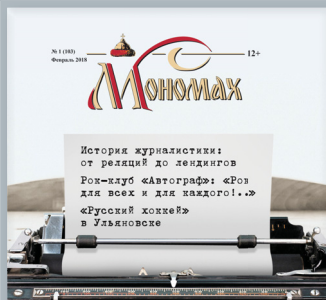 № 1 (103)
Февраль 2018
12+
Мономах
История журналистики:
от реляций до лендингов
Рок-клуб «Автограф»: «Рок
для всех и для каждого!..»
«Русский хоккей»
в Ульяновске